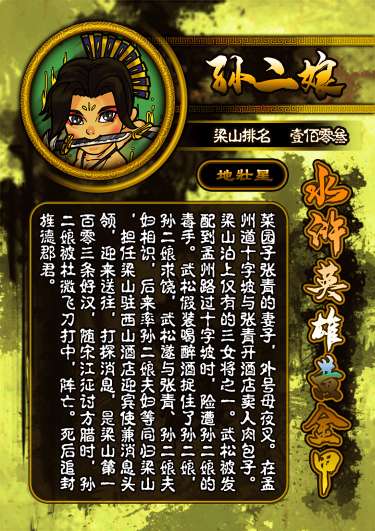 孙二娘
梁山排名 壹佰零叁
地壮星
水浒英雄黄金甲
菜园子张青的妻子，外号母夜叉。在孟
州道十字坡与张青开酒店卖人肉包子。
梁山泊上仅有的三女将之一。武松被发
配到孟州路过十字坡时，险遭孙二娘的
毒手。武松假装喝醉酒捉住了孙二娘，
孙二娘求饶，武松遂与张青、孙二娘夫
妇相识，后来率孙二娘夫妇等同归梁山
，担任梁山驻西山酒店迎宾使兼消息头
领，迎来送往，打探消息，是梁山第一
百零三条好汉，随宋江征讨方腊时，孙
二娘被杜微飞刀打中，阵亡。死后追封
旌德郡君。